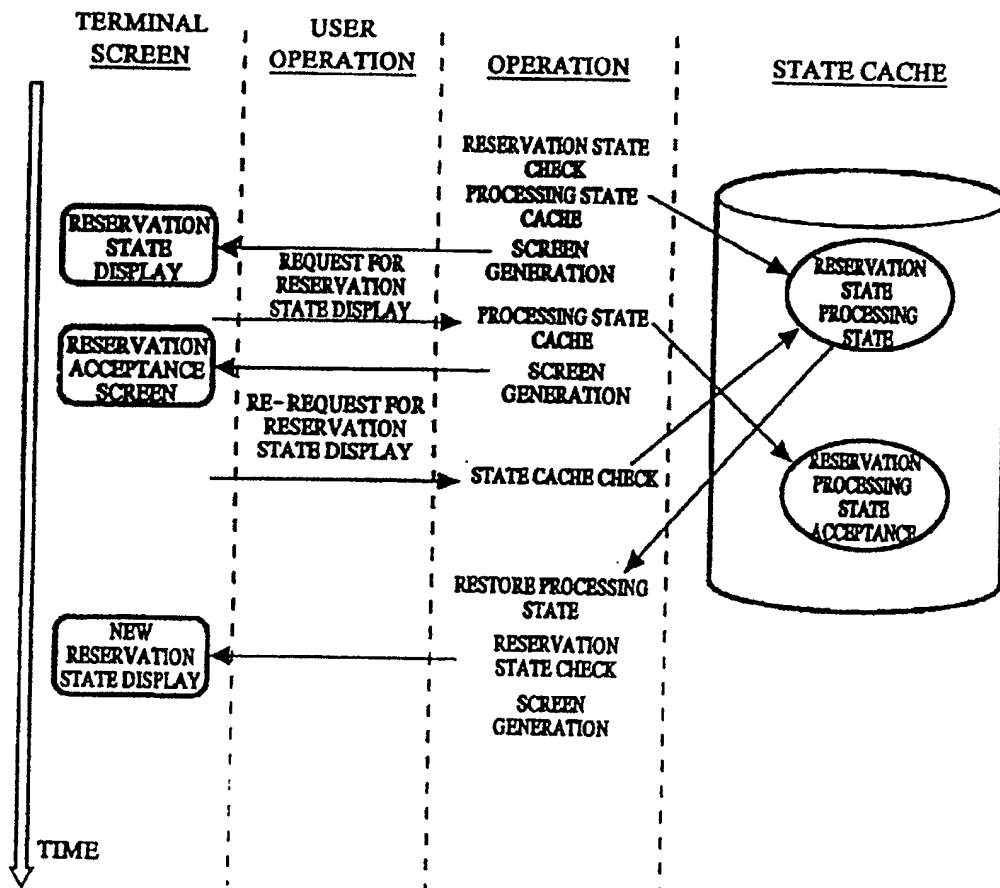 TERMINAL
SCREEN
USER
OPERATION
OPERATION
STATE CACHE
RESERVATION STATE
CHECK
PROCESSING STATE
CACHE
SCREEN
GENERATION
RESERVATION
STATE
DISPLAY
REQUEST FOR
RESERVATION
STATE DISPLAY
RESERVATION
STATE
PROCESSING
STATE
PROCESSING STATE
CACHE
SCREEN
GENERATION
RESERVATION
ACCEPTANCE
SCREEN
RE-REQUEST FOR
RESERVATION
STATE DISPLAY
STATE CACHE CHECK
RESERVATION
PROCESSING
STATE
ACCEPTANCE
RESTORE PROCESSING
STATE
RESERVATION
STATE CHECK
SCREEN
GENERATION
NEW
RESERVATION
STATE DISPLAY
TIME